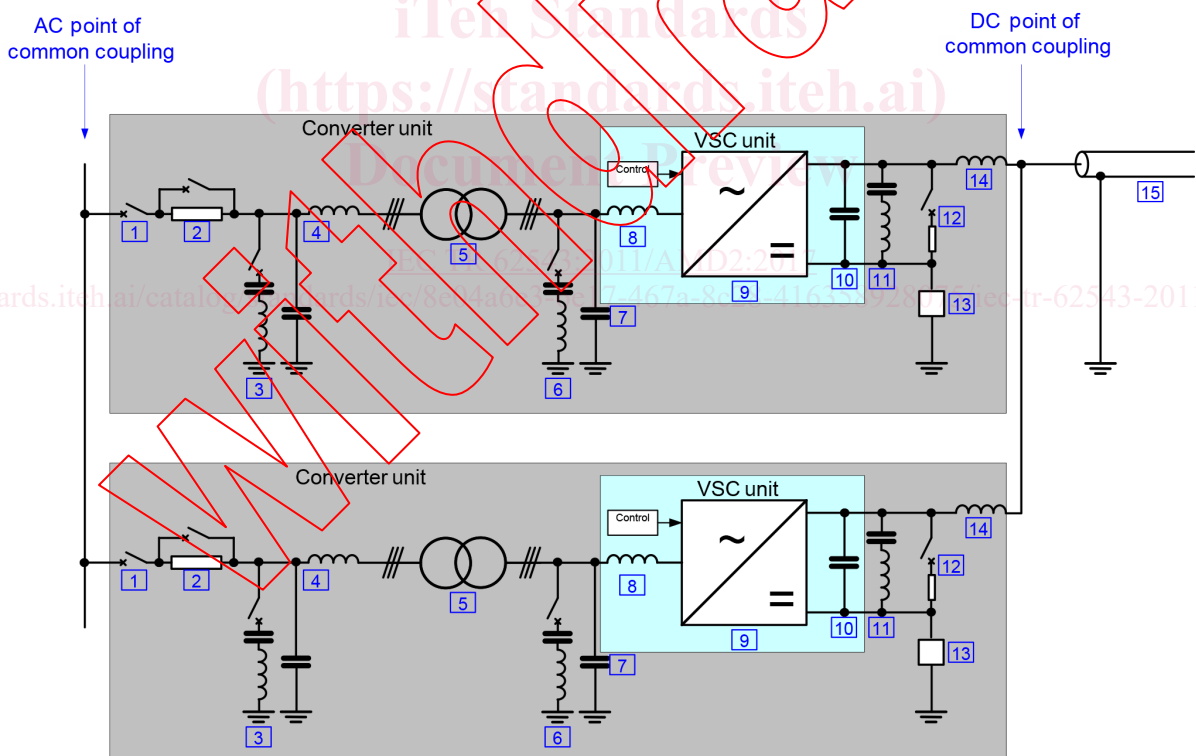 iTeh Standards
(https://standards.iteh.ai)
Document Preview
AC point of
common coupling
DC point of
common coupling
Converter unit
VSC unit
Control
~
=
1
2
3
4
5
6
7
8
9
10
11
12
13
14
15
Converter unit
VSC unit
Control
~
=
1
2
3
4
5
6
7
8
9
10
11
12
13
14